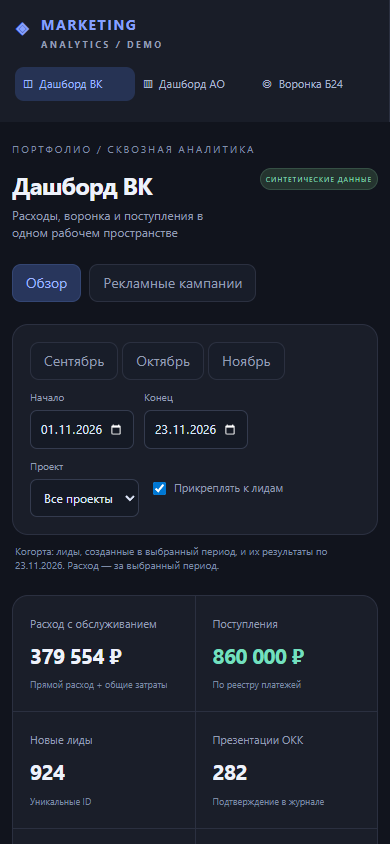 MARKETING
ANALYTICS / DEMO
Дашборд ВК
Дашборд АО
Воронка Б24
ПОРТФОЛИО / СКВОЗНАЯ АНАЛИТИКА
Дашборд ВК
СИНТЕТИЧЕСКИЕ ДАННЫЕ
Расходы, воронка и поступления в
одном рабочем пространстве
Обзор
Рекламные кампании
Сентябрь
Октябрь
Ноябрь
Начало
Конец
01.11.2026
23.11.2026
Проект
Все проекты
Прикреплять к лидам
Когорта: лиды, созданные в выбранный период, и их результаты по
23.11.2026. Расход — за выбранный период.
Расход с обслуживанием
Поступления
379 554 ₽
860 000 ₽
Прямой расход + общие затраты
По реестру платежей
Новые лиды
Презентации ОКК
924
282
Уникальные ID
Подтверждение в журнале